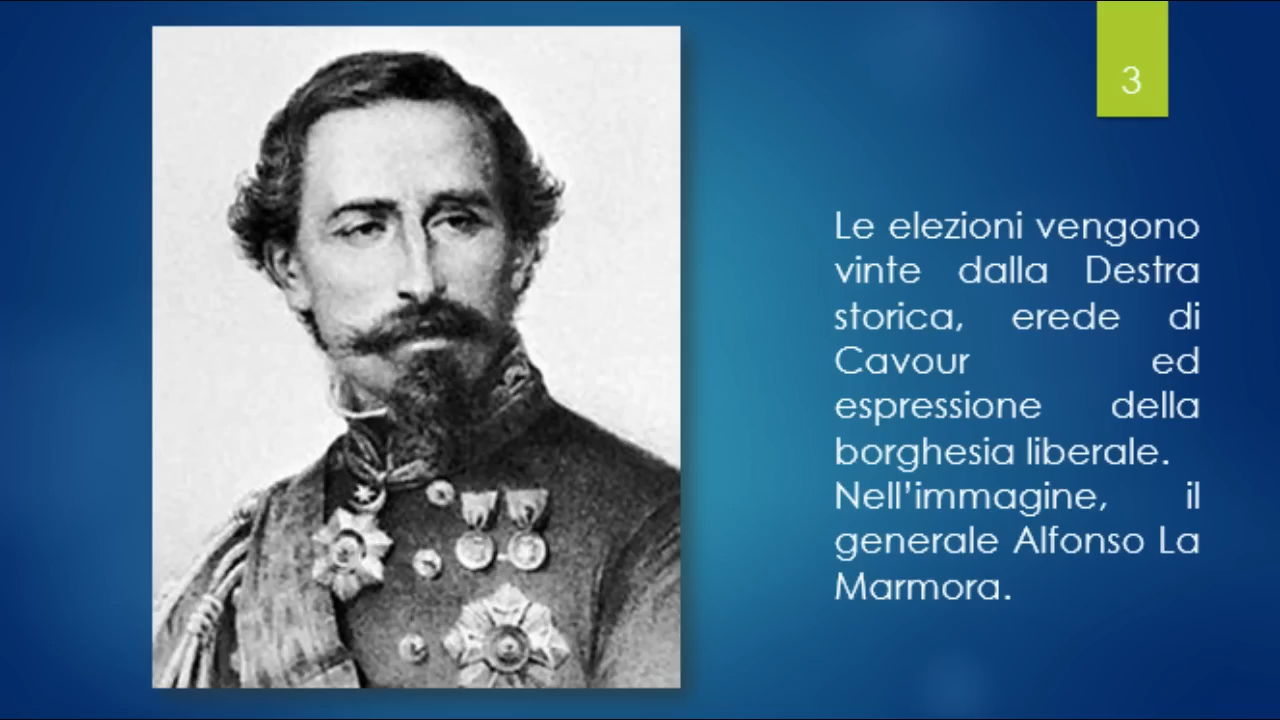 3
Le elezioni vengono
vinte dalla Destra
storica, erede di
Cavour ed
espressione della
borghesia liberale.
Nell'immagine, il
generale Alfonso La
Marmora.